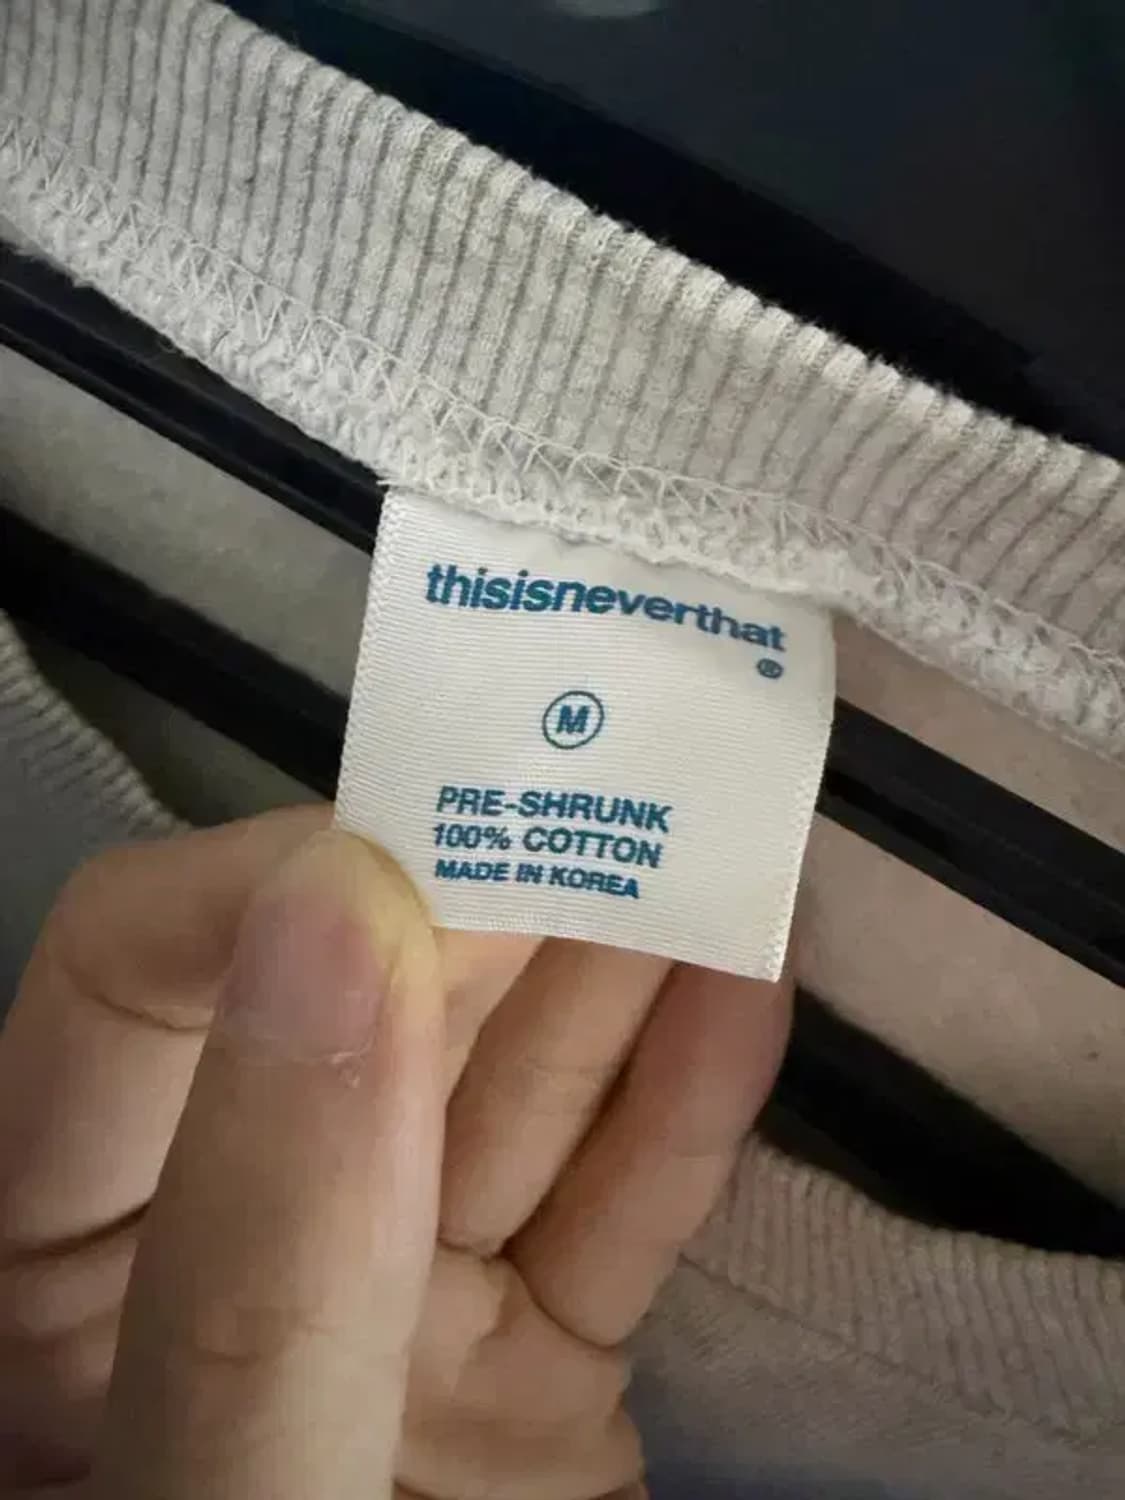 thisisneverthat
®
M
PRE-SHRUNK
100% COTTON
MADE IN KOREA